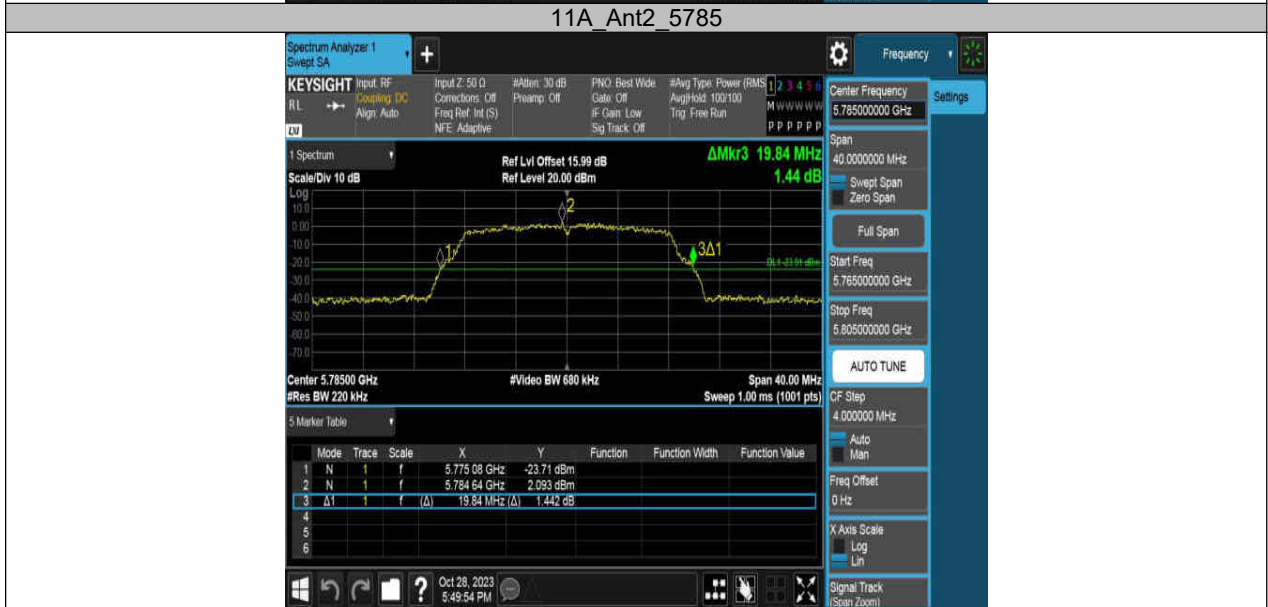 11A_Ant2_5785
Spectrum Analyzer 1
Swept SA
+
Frequency
KEYSIGHT
RL
Input: RF
Coupling: DC
Align: Auto
Input Z: 50 Ω
Corrections: Off
Freq Ref: Int (S)
NFE: Adaptive
#Atten: 30 dB
Preamp: Off
PNO: Best Wide
Gate: Off
IF Gain: Low
Sig Track: Off
#Avg Type: Power (RMS
Avg|Hold: 100/100
Trig: Free Run
1 2 3 4 5 6
M W W W W W
P P P P P P
Center Frequency
5.785000000 GHz
Settings
Span
40.0000000 MHz
Swept Span
Zero Span
Full Span
Start Freq
5.765000000 GHz
Stop Freq
5.805000000 GHz
AUTO TUNE
CF Step
4.000000 MHz
Auto
Man
Freq Offset
0 Hz
X Axis Scale
Log
Lin
Signal Track
(Span Zoom)
1 Spectrum
Scale/Div 10 dB
Ref Lvl Offset 15.99 dB
Ref Level 20.00 dBm
ΔMkr3 19.84 MHz
1.44 dB
Log
10.0
0.00
-10.0
-20.0
-30.0
-40.0
-50.0
-60.0
-70.0
1
2
3Δ1
DL1 -23.91 dBm
Center 5.78500 GHz
#Video BW 680 kHz
Span 40.00 MHz
#Res BW 220 kHz
Sweep 1.00 ms (1001 pts)
5 Marker Table
Mode Trace Scale X Y Function Function Width Function Value
1 N 1 f 5.775 08 GHz -23.71 dBm
2 N 1 f 5.784 64 GHz 2.093 dBm
3 Δ1 1 f (Δ) 19.84 MHz (Δ) 1.442 dB
4
5
6
?
Oct 28, 2023
5:49:54 PM